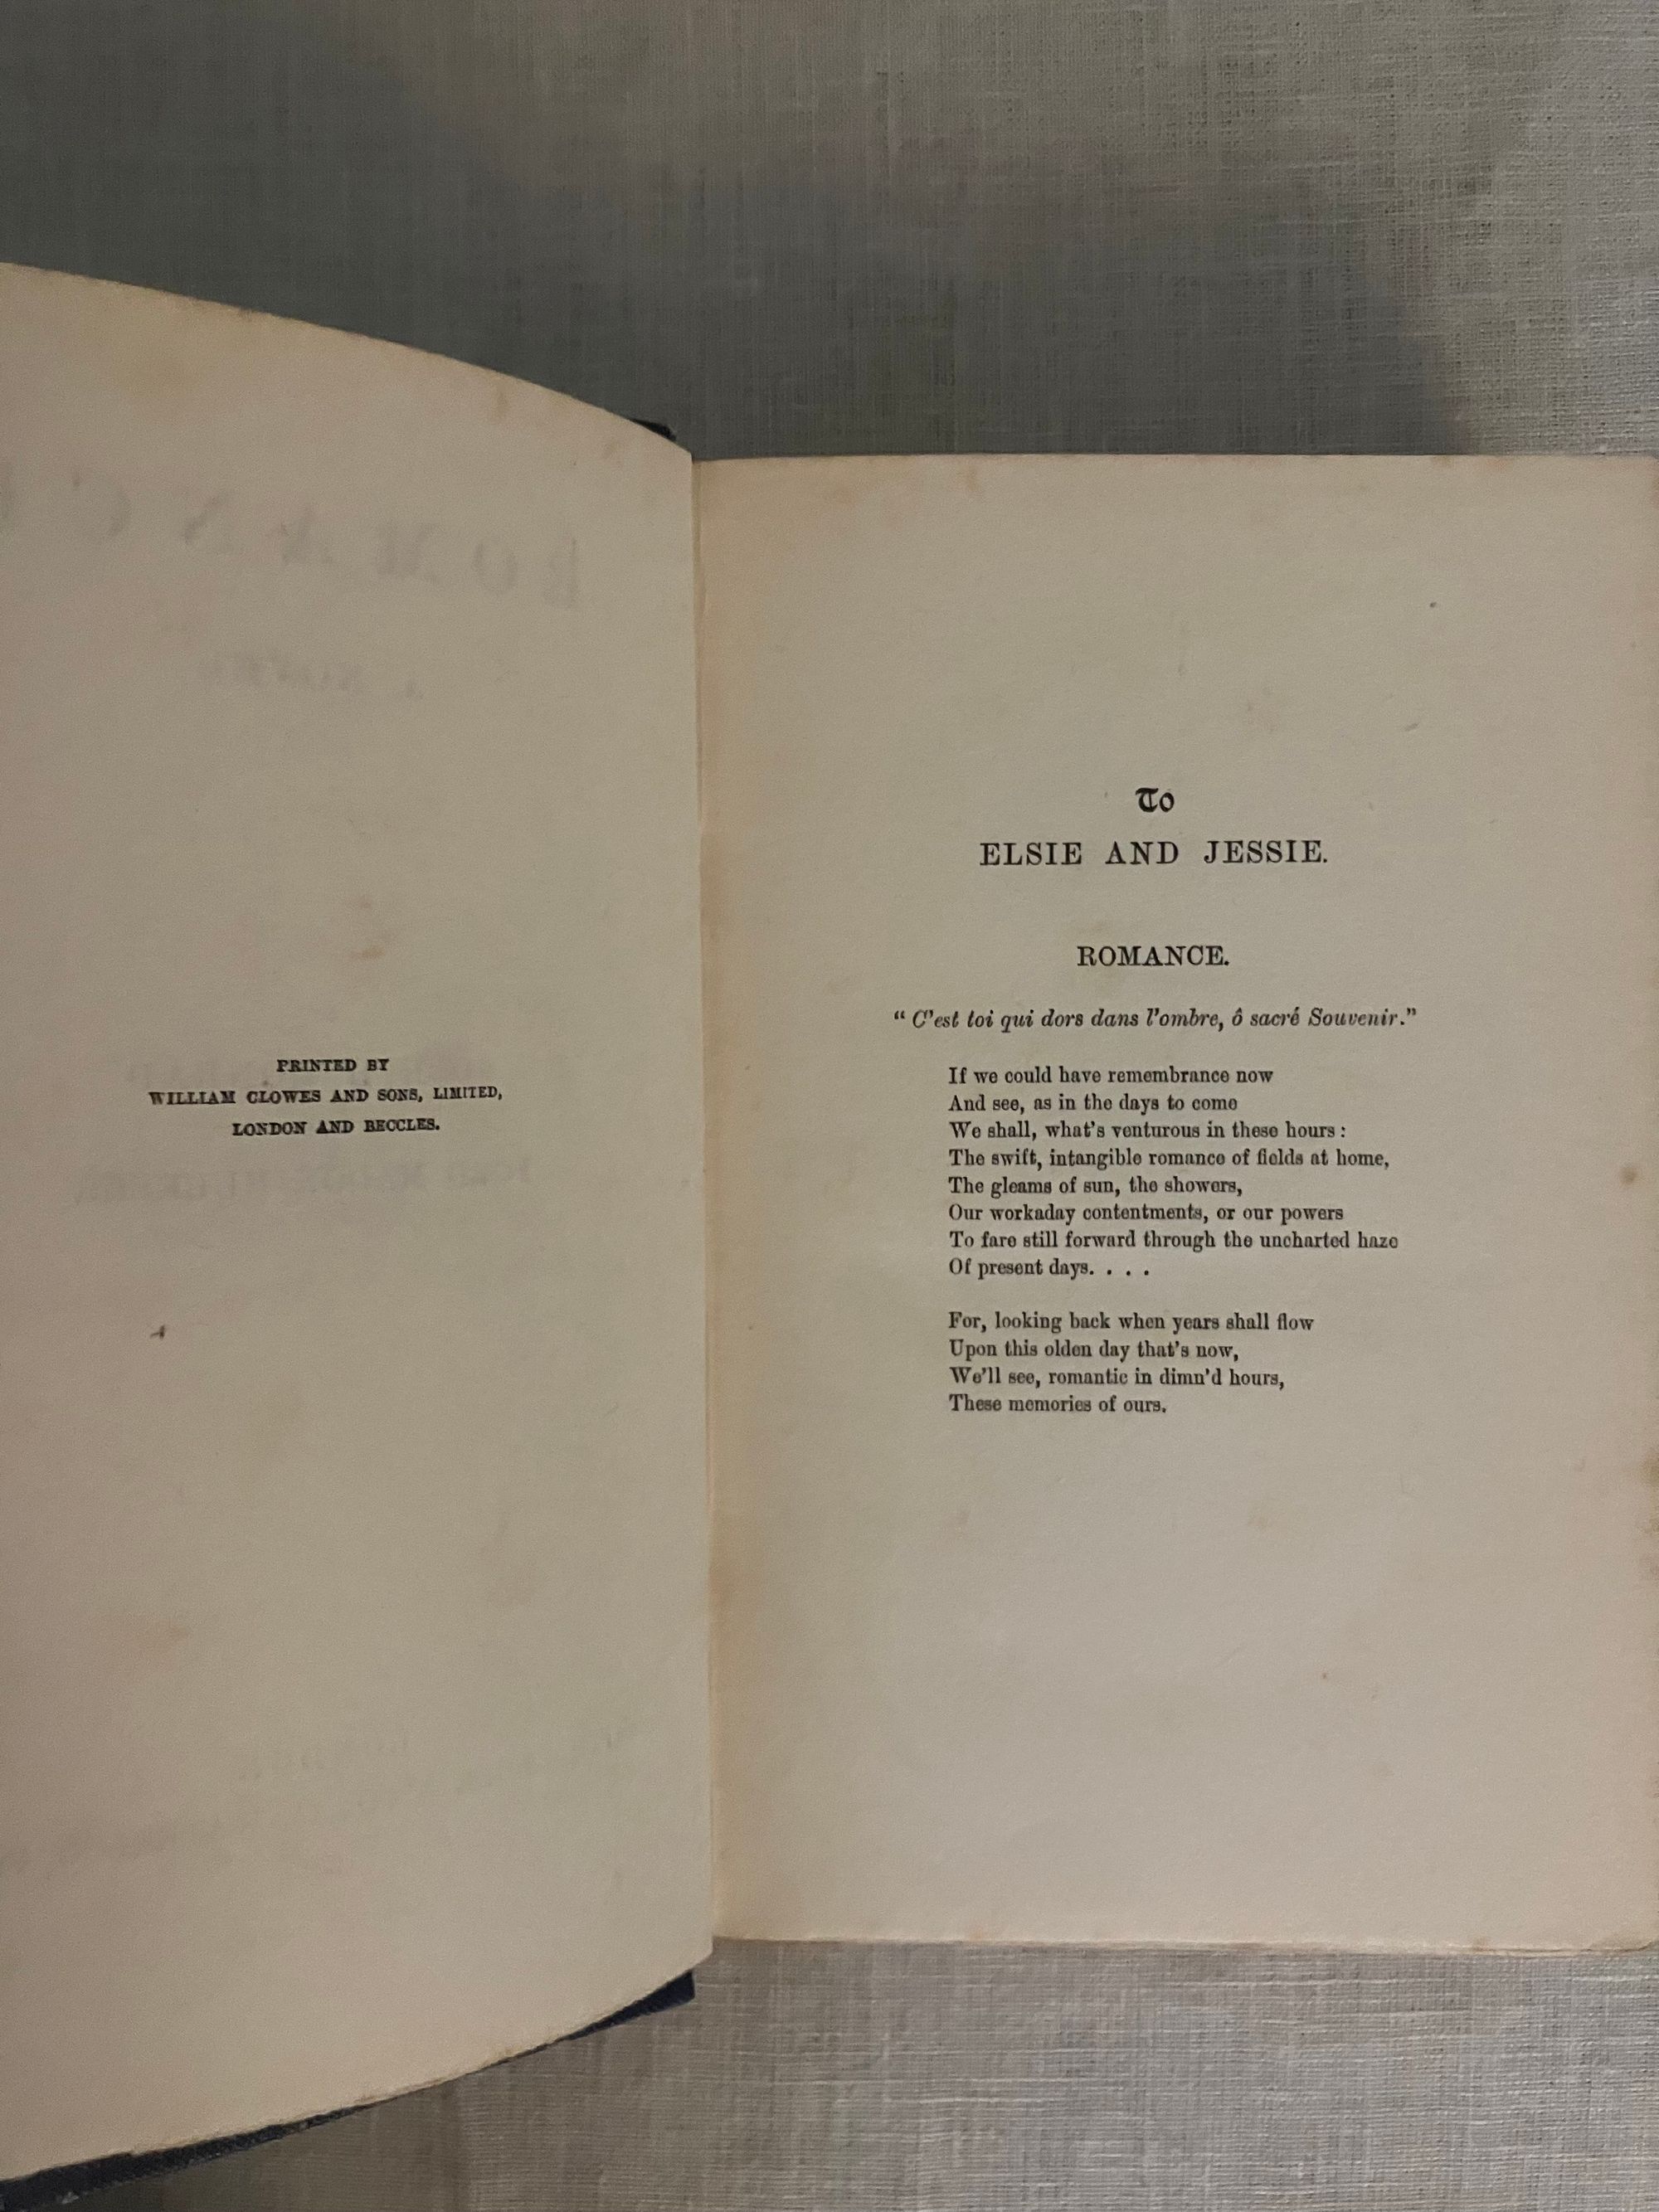 PRINTED BY
WILLIAM CLOWES AND SONS, LIMITED,
LONDON AND BECCLES.
To
ELSIE AND JESSIE.
ROMANCE.
“ C’est toi qui dors dans l’ombre, ô sacré Souvenir.”
If we could have remembrance now
And see, as in the days to come
We shall, what’s venturous in these hours :
The swift, intangible romance of fields at home,
The gleams of sun, the showers,
Our workaday contentments, or our powers
To fare still forward through the uncharted haze
Of present days. . . .
For, looking back when years shall flow
Upon this olden day that’s now,
We’ll see, romantic in dimn’d hours,
These memories of ours.